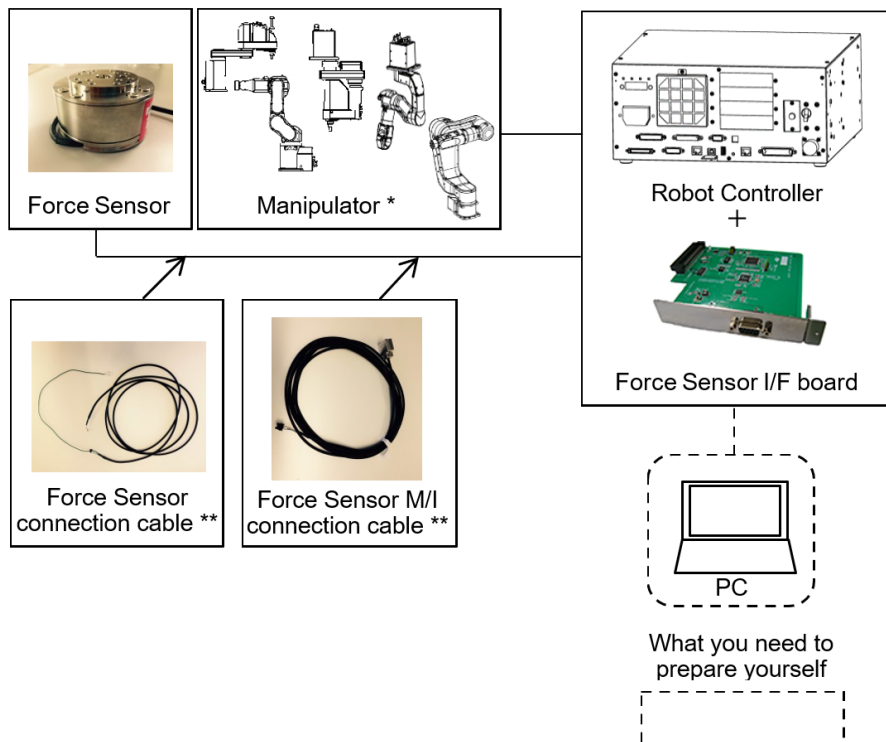 Force Sensor
Manipulator *
Robot Controller
+
Force Sensor I/F board
Force Sensor
connection cable **
Force Sensor M/I
connection cable **
PC
What you need to
prepare yourself